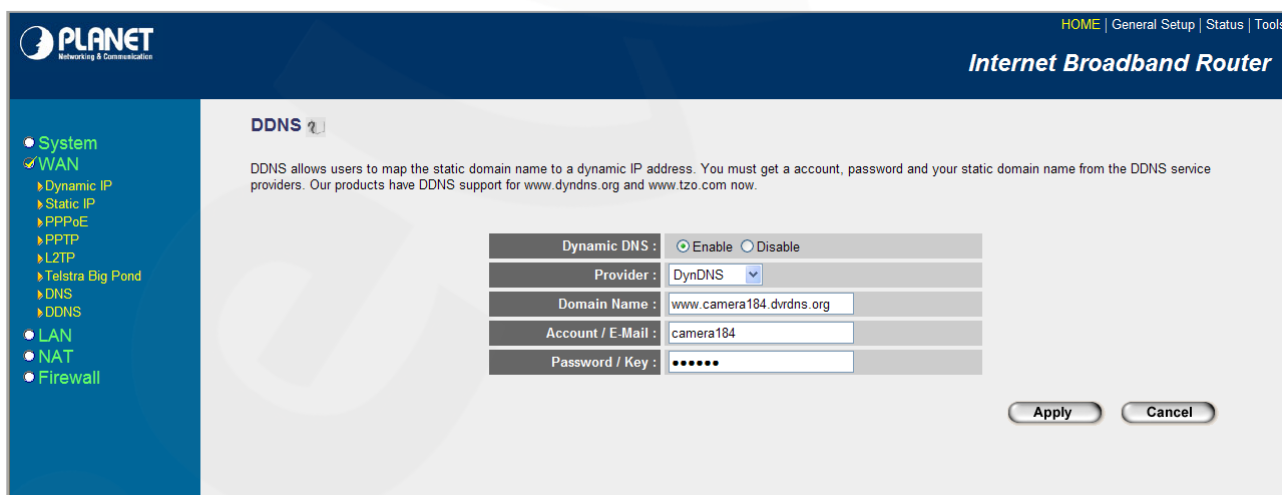 PLANET
Networking & Communication
HOME | General Setup | Status | Tools
Internet Broadband Router
System
WAN
Dynamic IP
Static IP
PPPoE
PPTP
L2TP
Telstra Big Pond
DNS
DDNS
LAN
NAT
Firewall
DDNS
DDNS allows users to map the static domain name to a dynamic IP address. You must get a account, password and your static domain name from the DDNS service
providers. Our products have DDNS support for www.dyndns.org and www.tzo.com now.
Dynamic DNS : Enable Disable
Provider : DynDNS
Domain Name : www.camera184.dvrdns.org
Account / E-Mail : camera184
Password / Key : ••••••
Apply Cancel